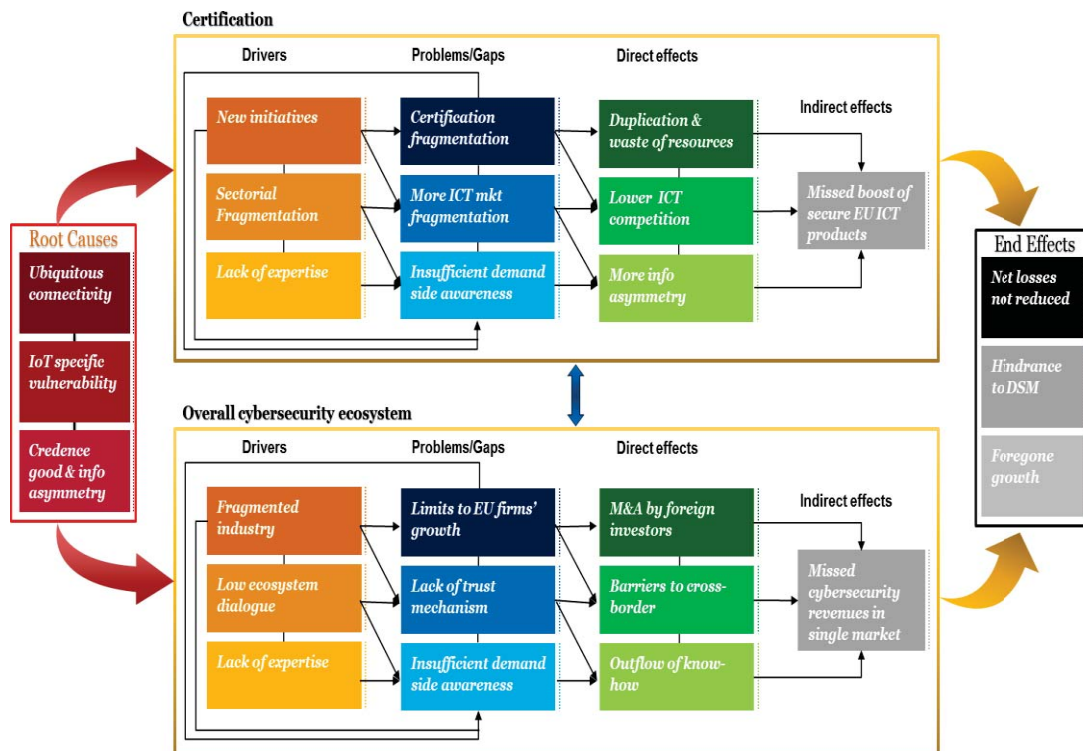 Certification
Drivers
Problems/Gaps
Direct effects
Indirect effects
New initiatives
Certification
fragmentation
Duplication &
waste of resources
Sectorial
Fragmentation
More ICT mkt
fragmentation
Lower ICT
competition
Missed boost of
secure EU ICT
products
Lack of expertise
Insufficient demand
side awareness
More info
asymmetry
Root Causes
Ubiquitous
connectivity
IoT specific
vulnerability
Credence
good & info
asymmetry
End Effects
Net losses
not reduced
Hindrance
to DSM
Foregone
growth
Overall cybersecurity ecosystem
Drivers
Problems/Gaps
Direct effects
Indirect effects
Fragmented
industry
Limits to EU firms'
growth
M&A by foreign
investors
Low ecosystem
dialogue
Lack of trust
mechanism
Barriers to cross-
border
Missed
cybersecurity
revenues in
single market
Lack of expertise
Insufficient demand
side awareness
Outflow of know-
how